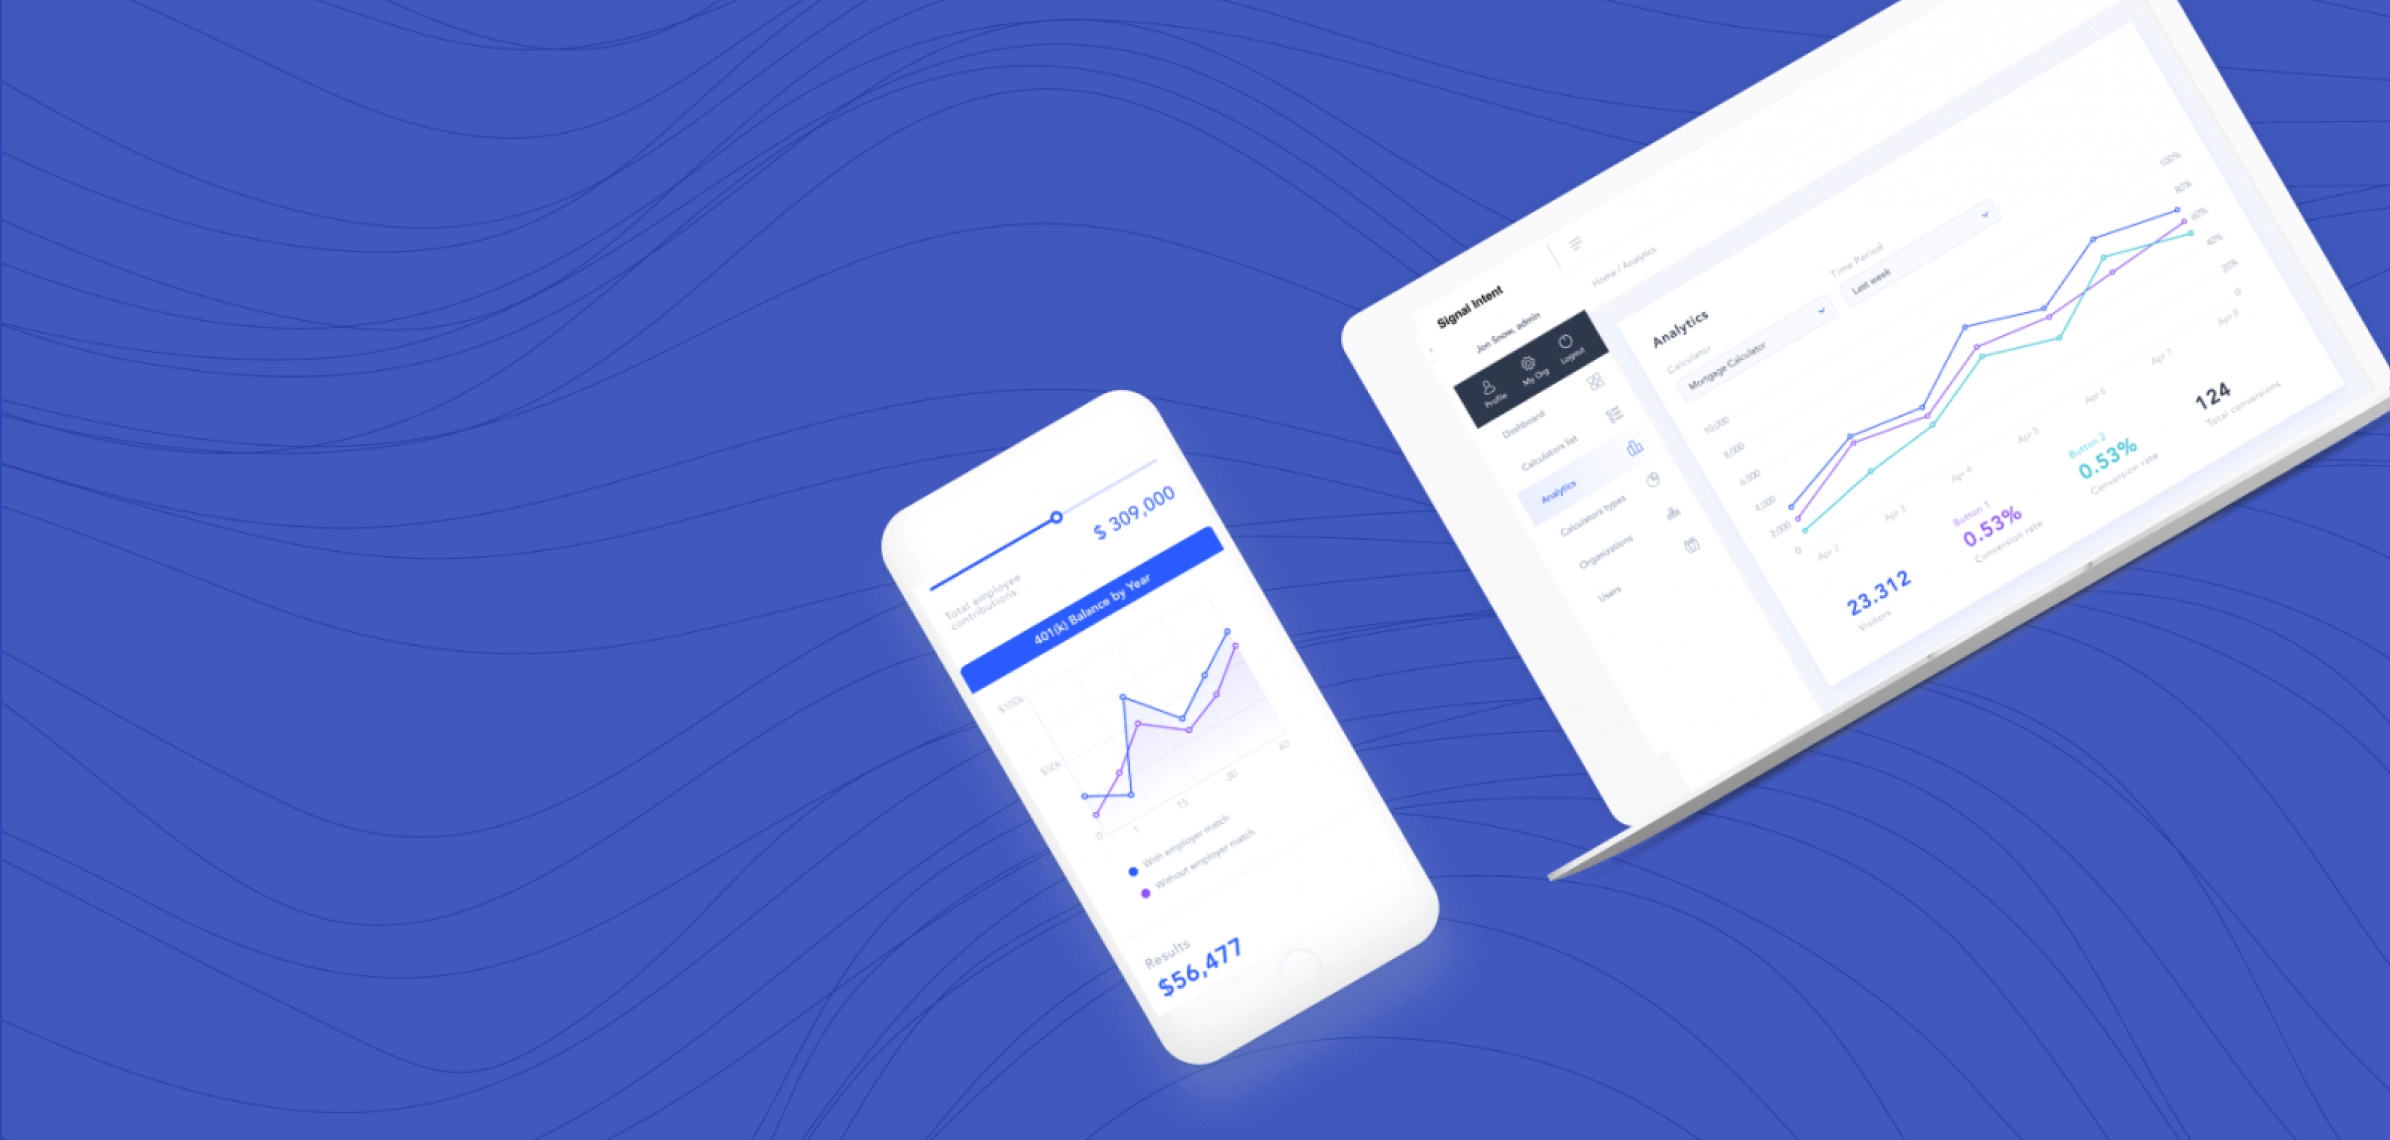 $ 309,000
Total employee
contributions:
401(k) Balance by Year
$100k
$50k
0
1
15
30
60
With employer match
Without employer match
Results
$56,477
Signal Intent
Home / Analytics
Jon Snow, admin
Profile
My Org
Logout
Dashboard
Calculators list
Analytics
Calculators types
Organizations
Users
Analytics
Calculator
Mortgage Calculator
Time Period
Last week
10,000
8,000
6,000
4,000
2,000
0
100%
80%
60%
40%
20%
0
Apr 2
Apr 3
Apr 4
Apr 5
Apr 6
Apr 7
Apr 8
23.312
Visitors
Button 1
0.53%
Conversion rate
Button 2
0.53%
Conversion rate
124
Total conversions